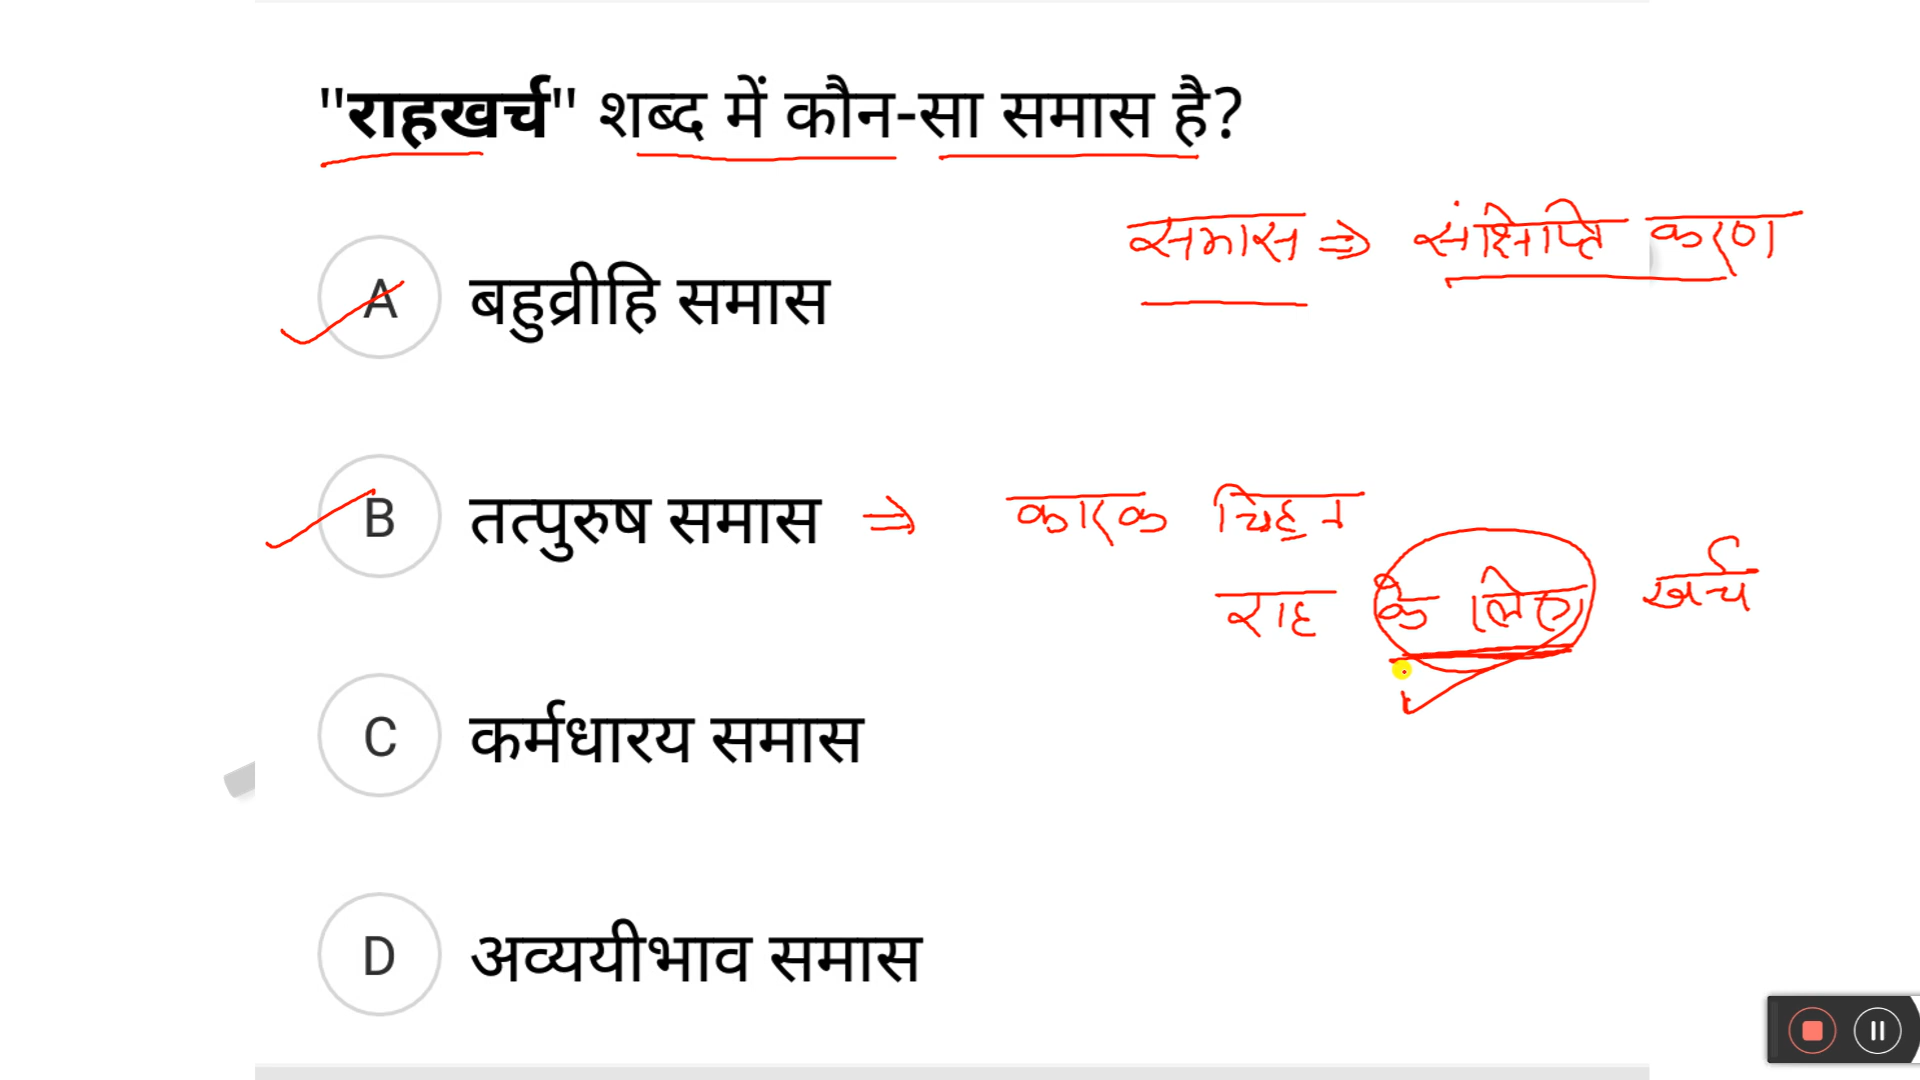 "राहखर्च" शब्द में कौन-सा समास है?
समास ⇒ संक्षिप्ति करण
A बहुव्रीहि समास
B तत्पुरुष समास ⇒ कारक चिह्न
राह के लिए खर्च
C कर्मधारय समास
D अव्ययीभाव समास